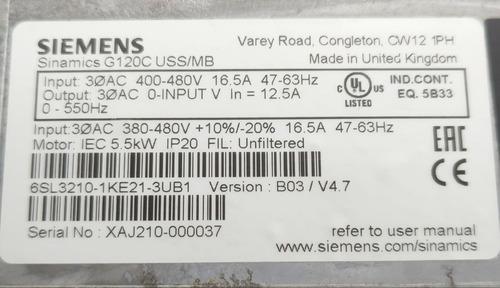 SIEMENS
Varey Road, Congleton, CW12 1PH
Sinamics G120C USS/MB
Made in United Kingdom
Input: 3ØAC 400-480V 16.5A 47-63Hz
Output: 3ØAC 0-INPUT V In = 12.5A
0 - 550Hz
C UL US
LISTED
IND.CONT.
EQ. 5B33
Input:3ØAC 380-480V +10%/-20% 16.5A 47-63Hz
Motor: IEC 5.5kW IP20 FIL: Unfiltered
EAC
6SL3210-1KE21-3UB1 Version : B03 / V4.7
Serial No : XAJ210-000037
refer to user manual
www.siemens.com/sinamics